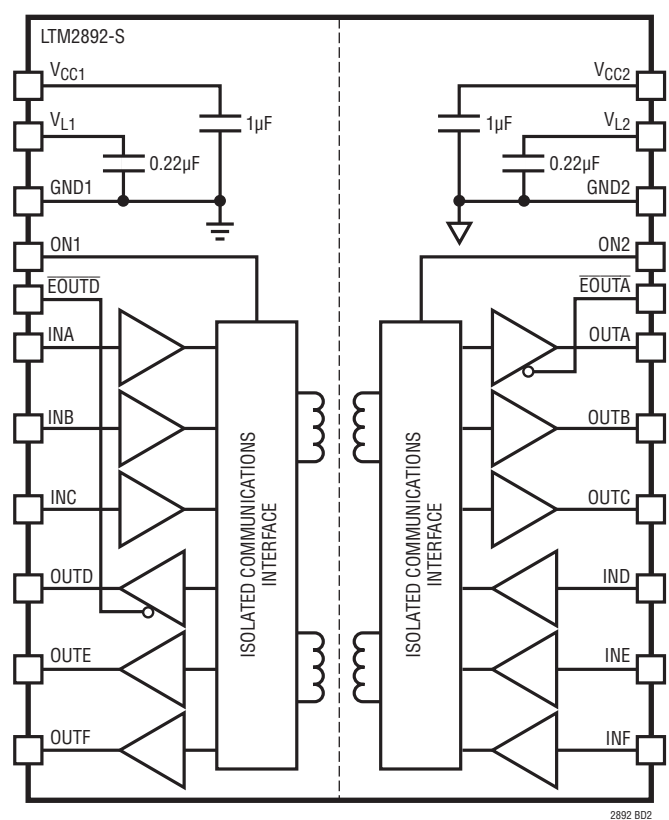 LTM2892-S
VCC1
VCC2
1µF
1µF
VL1
VL2
0.22µF
0.22µF
GND1
GND2
ON1
ON2
EOUTD
EOUTA
INA
OUTA
INB
OUTB
INC
OUTC
OUTD
IND
OUTE
INE
OUTF
INF
ISOLATED COMMUNICATIONS
INTERFACE
ISOLATED COMMUNICATIONS
INTERFACE
2892 BD2